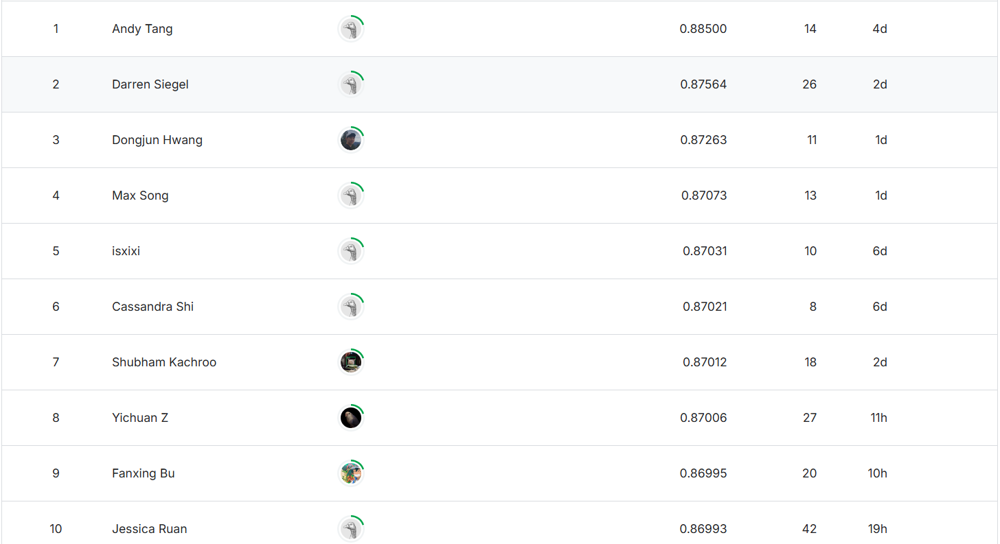 1 Andy Tang 0.88500 14 4d
2 Darren Siegel 0.87564 26 2d
3 Dongjun Hwang 0.87263 11 1d
4 Max Song 0.87073 13 1d
5 isxixi 0.87031 10 6d
6 Cassandra Shi 0.87021 8 6d
7 Shubham Kachroo 0.87012 18 2d
8 Yichuan Z 0.87006 27 11h
9 Fanxing Bu 0.86995 20 10h
10 Jessica Ruan 0.86993 42 19h